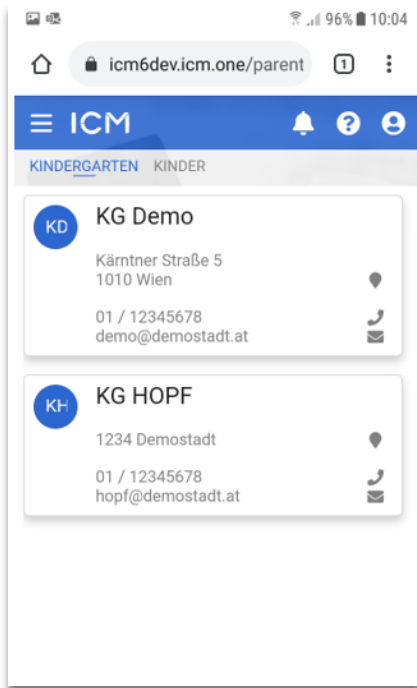 96% 10:04
icm6dev.icm.one/parent 1
ICM
KINDERGARTEN KINDER
KD KG Demo
Kärntner Straße 5
1010 Wien
01 / 12345678
demo@demostadt.at
KH KG HOPF
1234 Demostadt
01 / 12345678
hopf@demostadt.at